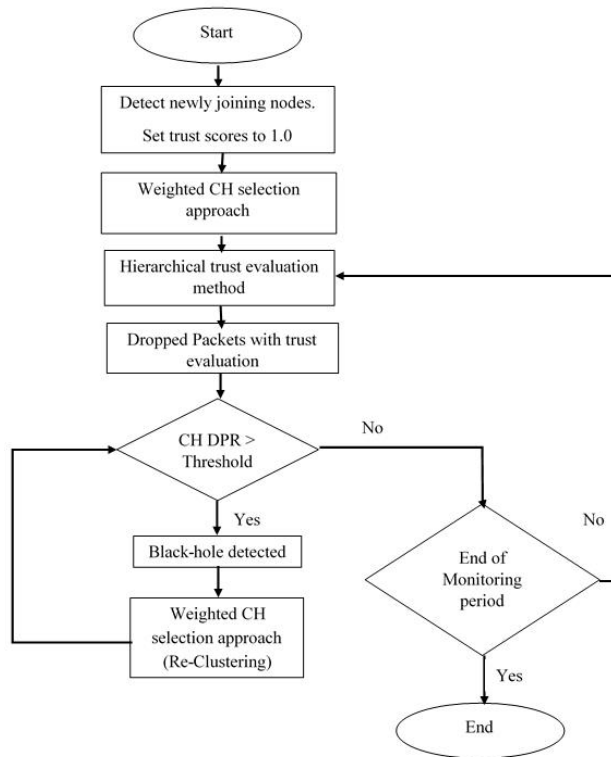 Start
Detect newly joining nodes.
Set trust scores to 1.0
Weighted CH selection
approach
Hierarchical trust evaluation
method
Dropped Packets with trust
evaluation
CH DPR >
Threshold
No
Yes
Black-hole detected
Weighted CH
selection approach
(Re-Clustering)
End of
Monitoring
period
No
Yes
End